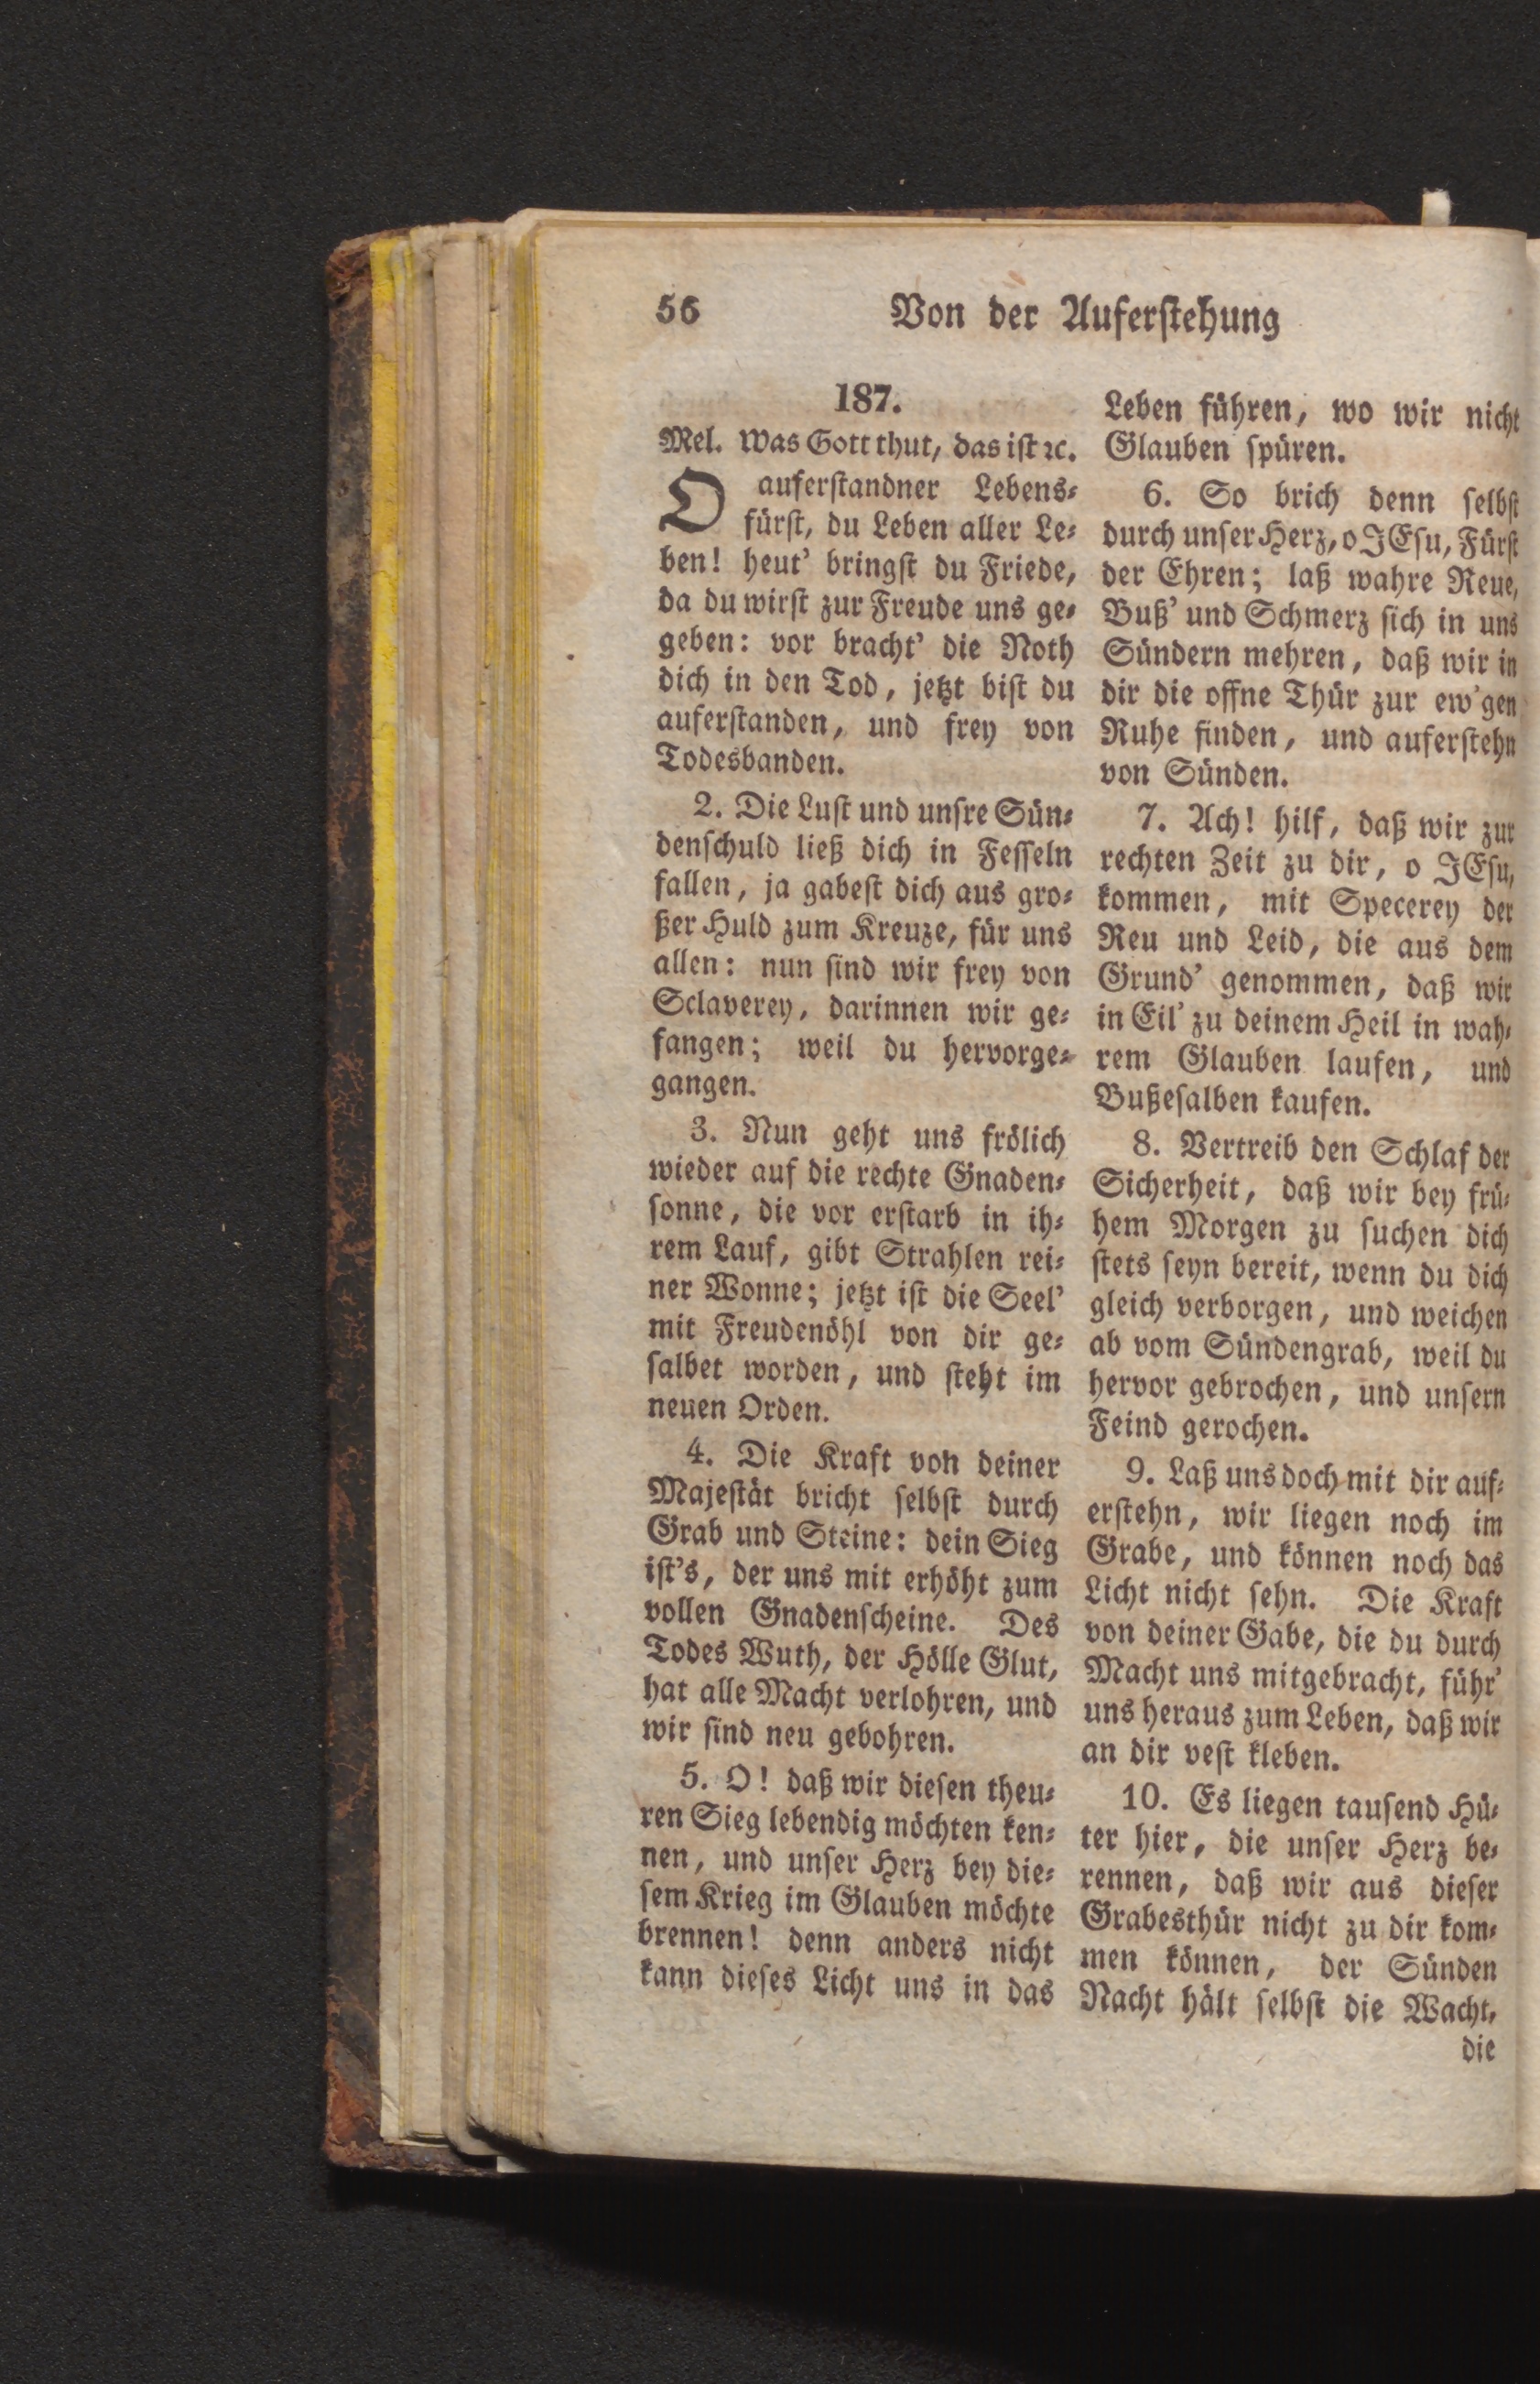 56 Von der Auferstehung
187.
Mel. Was Gott thut, das ist ꝛc.
O auferstandner Lebens⸗
fürst, du Leben aller Le⸗
ben! heut' bringst du Friede,
da du wirst zur Freude uns ge⸗
geben: vor bracht' die Noth
dich in den Tod, jetzt bist du
auferstanden, und frey von
Todesbanden.
2. Die Lust und unsre Sün⸗
denschuld ließ dich in Fesseln
fallen, ja gabest dich aus gro⸗
ßer Huld zum Kreuze, für uns
allen: nun sind wir frey von
Sclaverey, darinnen wir ge⸗
fangen; weil du hervorge⸗
gangen.
3. Nun geht uns frölich
wieder auf die rechte Gnaden⸗
sonne, die vor erstarb in ih⸗
rem Lauf, gibt Strahlen rei⸗
ner Wonne; jetzt ist die Seel'
mit Freudenöhl von dir ge⸗
salbet worden, und steht im
neuen Orden.
4. Die Kraft von deiner
Majestät bricht selbst durch
Grab und Steine: dein Sieg
ist's, der uns mit erhöht zum
vollen Gnadenscheine. Des
Todes Wuth, der Hölle Glut,
hat alle Macht verlohren, und
wir sind neu gebohren.
5. O! daß wir diesen theu⸗
ren Sieg lebendig möchten ken⸗
nen, und unser Herz bey die⸗
sem Krieg im Glauben möchte
brennen! denn anders nicht
kann dieses Licht uns in das
Leben führen, wo wir nicht
Glauben spüren.
6. So brich denn selbst
durch unser Herz, o JEsu, Fürst
der Ehren; laß wahre Reue,
Buß' und Schmerz sich in uns
Sündern mehren, daß wir in
dir die offne Thür zur ew'gen
Ruhe finden, und auferstehn
von Sünden.
7. Ach! hilf, daß wir zur
rechten Zeit zu dir, o JEsu,
kommen, mit Specerey der
Reu und Leid, die aus dem
Grund' genommen, daß wir
in Eil' zu deinem Heil in wah⸗
rem Glauben laufen, und
Bußesalben kaufen.
8. Vertreib den Schlaf der
Sicherheit, daß wir bey frü⸗
hem Morgen zu suchen dich
stets seyn bereit, wenn du dich
gleich verborgen, und weichen
ab vom Sündengrab, weil du
hervor gebrochen, und unsern
Feind gerochen.
9. Laß uns doch mit dir auf⸗
erstehn, wir liegen noch im
Grabe, und können noch das
Licht nicht sehn. Die Kraft
von deiner Gabe, die du durch
Macht uns mitgebracht, führ'
uns heraus zum Leben, daß wir
an dir vest kleben.
10. Es liegen tausend Hü⸗
ter hier, die unser Herz be⸗
rennen, daß wir aus dieser
Grabesthür nicht zu dir kom⸗
men können, der Sünden
Nacht hält selbst die Wacht,
die